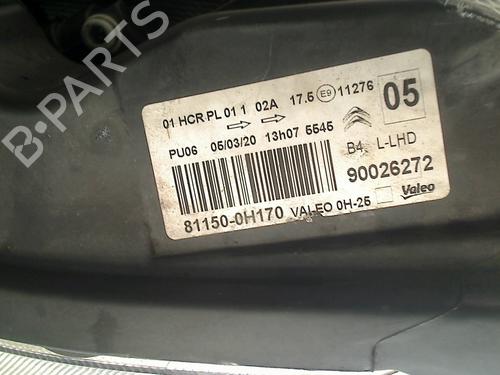 B-PARTS
01 HCR PL 01 1 02A 17.5 E9 11276
05
PU06 05/03/20 13h07 5545
B4 L-LHD
90026272
81150-0H170 VALEO 0H-25
Valeo